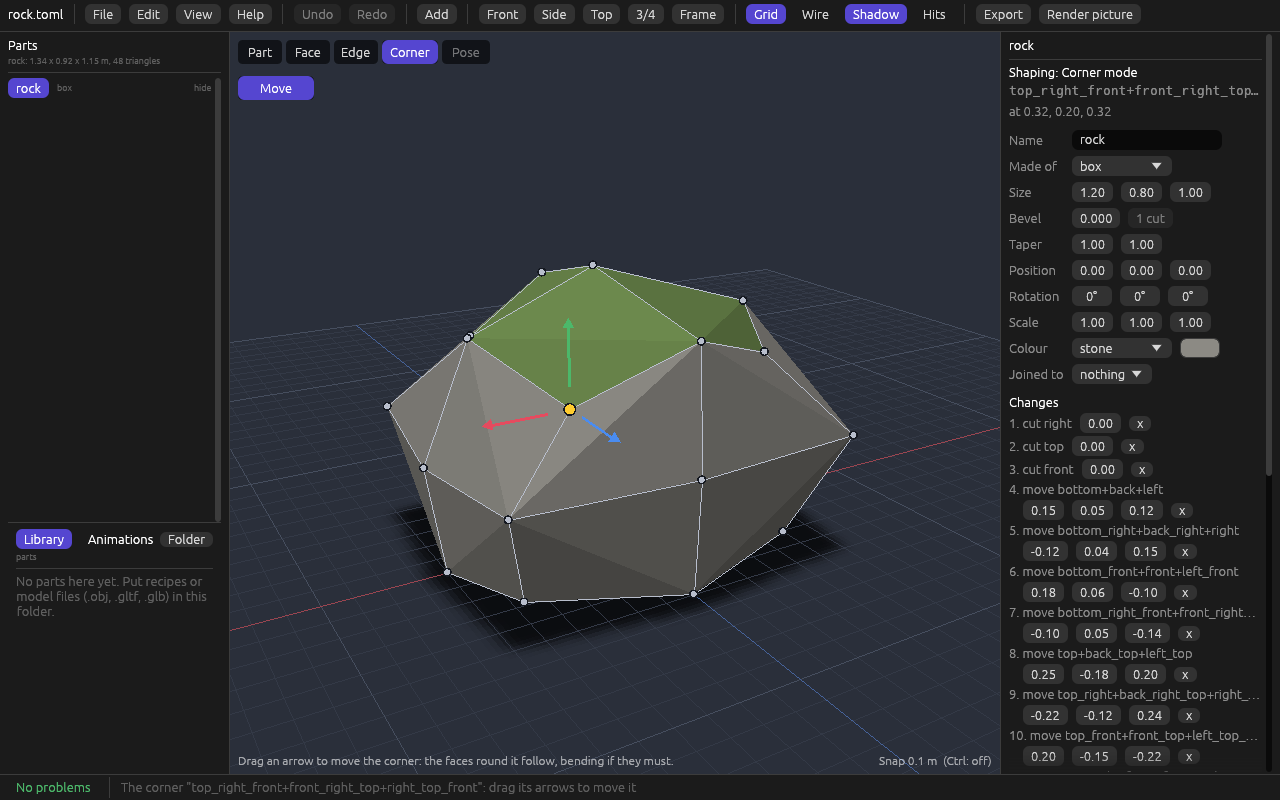 rock.toml File Edit View Help Undo Redo Add Front Side Top 3/4 Frame Grid Wire Shadow Hits Export Render picture
Parts
rock: 1.34 x 0.92 x 1.15 m, 48 triangles
rock box hide
Library Animations Folder
parts
No parts here yet. Put recipes or
model files (.obj, .gltf, .glb) in this
folder.
Part Face Edge Corner Pose
Move
Drag an arrow to move the corner: the faces round it follow, bending if they must.
Snap 0.1 m (Ctrl: off)
rock
Shaping: Corner mode
top_right_front+front_right_top…
at 0.32, 0.20, 0.32
Name rock
Made of box
Size 1.20 0.80 1.00
Bevel 0.000 1 cut
Taper 1.00 1.00
Position 0.00 0.00 0.00
Rotation 0° 0° 0°
Scale 1.00 1.00 1.00
Colour stone
Joined to nothing
Changes
1. cut right 0.00 x
2. cut top 0.00 x
3. cut front 0.00 x
4. move bottom+back+left
0.15 0.05 0.12 x
5. move bottom_right+back_right+right
-0.12 0.04 0.15 x
6. move bottom_front+front+left_front
0.18 0.06 -0.10 x
7. move bottom_right_front+front_right…
-0.10 0.05 -0.14 x
8. move top+back_top+left_top
0.25 -0.18 0.20 x
9. move top_right+back_right_top+right_…
-0.22 -0.12 0.24 x
10. move top_front+front_top+left_top_…
0.20 -0.15 -0.22 x
No problems The corner "top_right_front+front_right_top+right_top_front": drag its arrows to move it